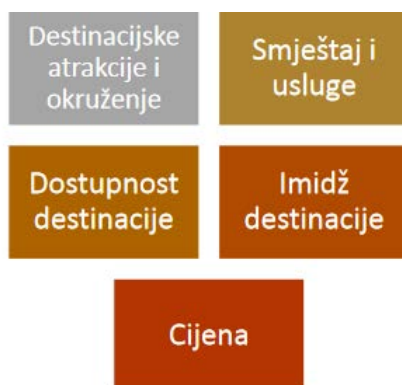 Destinacijske
atrakcije i
okruženje
Smještaj i
usluge
Dostupnost
destinacije
Imidž
destinacije
Cijena